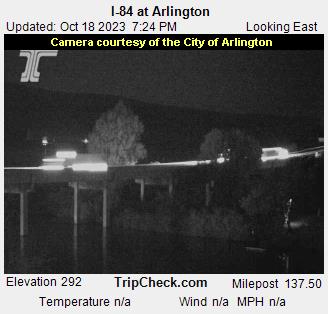 I-84 at Arlington
Updated: Oct 18 2023 7:24 PM Looking East
Camera courtesy of the City of Arlington
Elevation 292 TripCheck.com Milepost 137.50
Temperature n/a Wind n/a MPH n/a